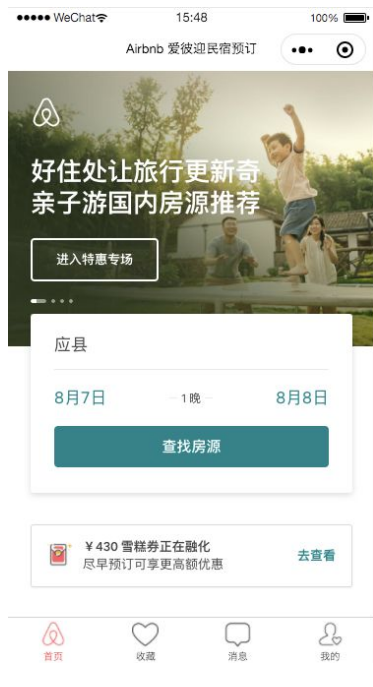 WeChat 15:48 100%
Airbnb 爱彼迎民宿预订
好住处让旅行更新奇
亲子游国内房源推荐
进入特惠专场
应县
8月7日 1晚 8月8日
查找房源
¥430 雪糕券正在融化
尽早预订可享更高额优惠
去查看
首页 收藏 消息 我的